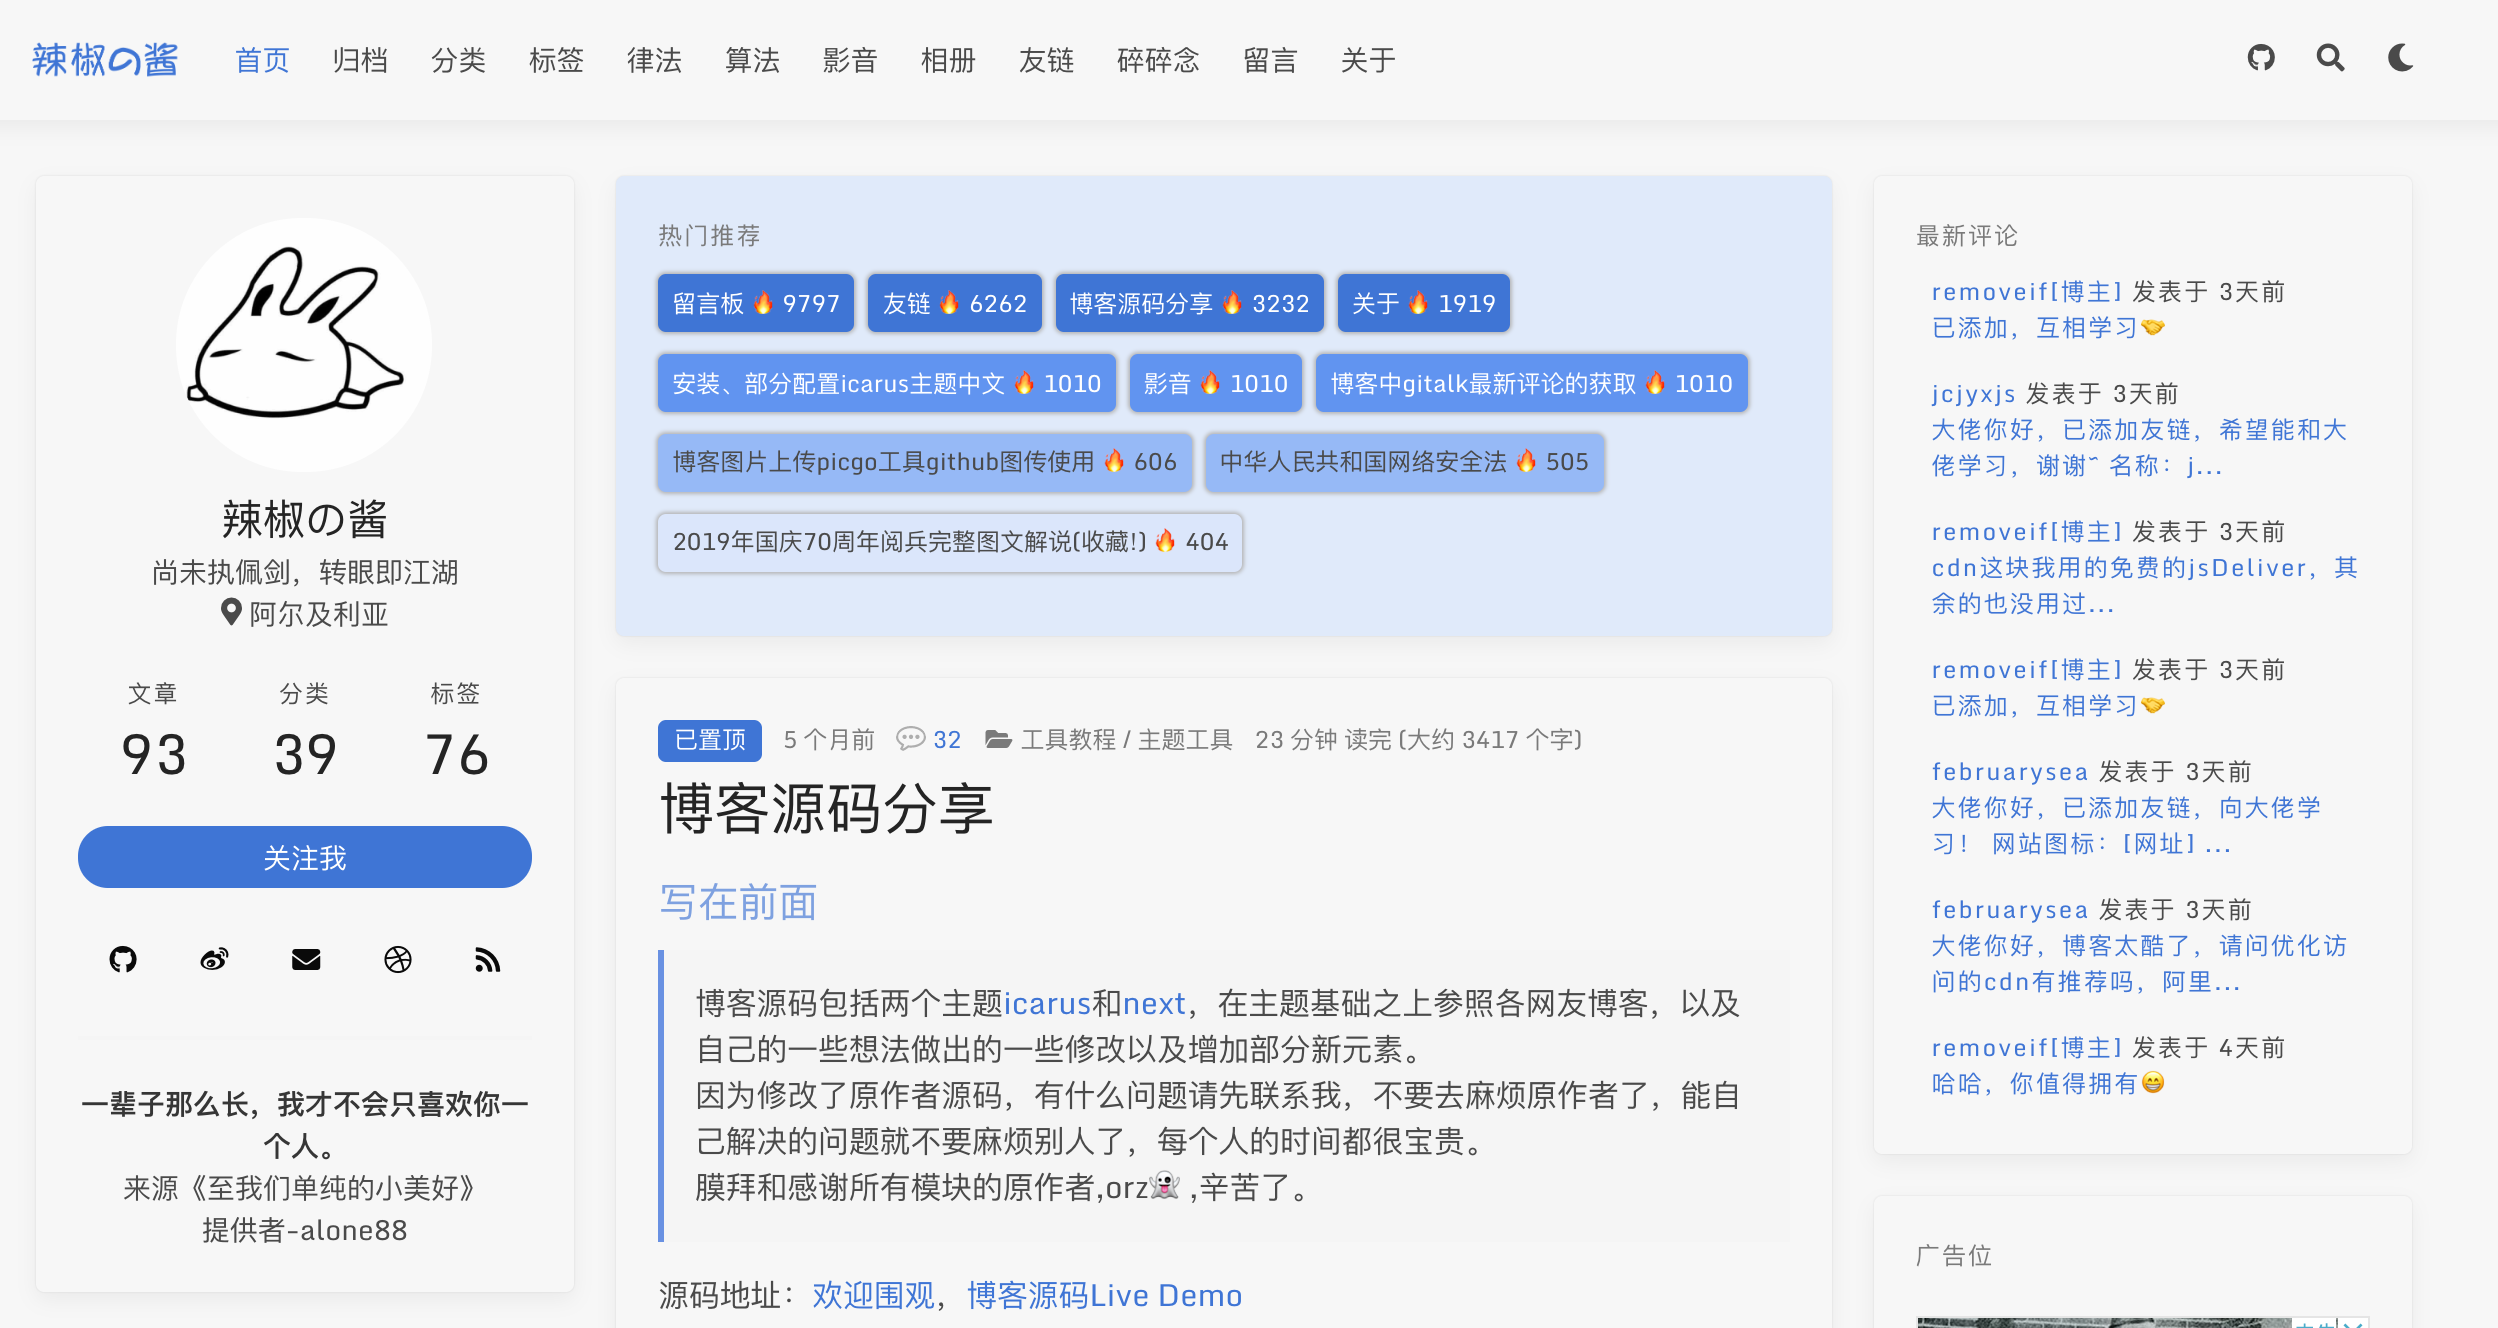 辣椒の酱 首页 归档 分类 标签 律法 算法 影音 相册 友链 碎碎念 留言 关于
辣椒の酱
尚未执佩剑，转眼即江湖
阿尔及利亚
文章 分类 标签
93 39 76
关注我
一辈子那么长，我才不会只喜欢你一
个人。
来源《至我们单纯的小美好》
提供者-alone88
热门推荐
留言板🔥9797 友链🔥6262 博客源码分享🔥3232 关于🔥1919
安装、部分配置icarus主题中文🔥1010 影音🔥1010 博客中gitalk最新评论的获取🔥1010
博客图片上传picgo工具github图传使用🔥606 中华人民共和国网络安全法🔥505
2019年国庆70周年阅兵完整图文解说(收藏!)🔥404
已置顶 5 个月前 32 工具教程 / 主题工具 23 分钟 读完 (大约 3417 个字)
博客源码分享
写在前面
博客源码包括两个主题icarus和next，在主题基础之上参照各网友博客，以及
自己的一些想法做出的一些修改以及增加部分新元素。
因为修改了原作者源码，有什么问题请先联系我，不要去麻烦原作者了，能自
己解决的问题就不要麻烦别人了，每个人的时间都很宝贵。
膜拜和感谢所有模块的原作者,orz👻 ,辛苦了。
源码地址：欢迎围观，博客源码Live Demo
最新评论
removeif[博主] 发表于 3天前
已添加，互相学习🤝
jcjyxjs 发表于 3天前
大佬你好，已添加友链，希望能和大
佬学习，谢谢~ 名称：j...
removeif[博主] 发表于 3天前
cdn这块我用的免费的jsDeliver，其
余的也没用过...
removeif[博主] 发表于 3天前
已添加，互相学习🤝
februarysea 发表于 3天前
大佬你好，已添加友链，向大佬学
习！ 网站图标：[网址] ...
februarysea 发表于 3天前
大佬你好，博客太酷了，请问优化访
问的cdn有推荐吗，阿里...
removeif[博主] 发表于 4天前
哈哈，你值得拥有😁
广告位